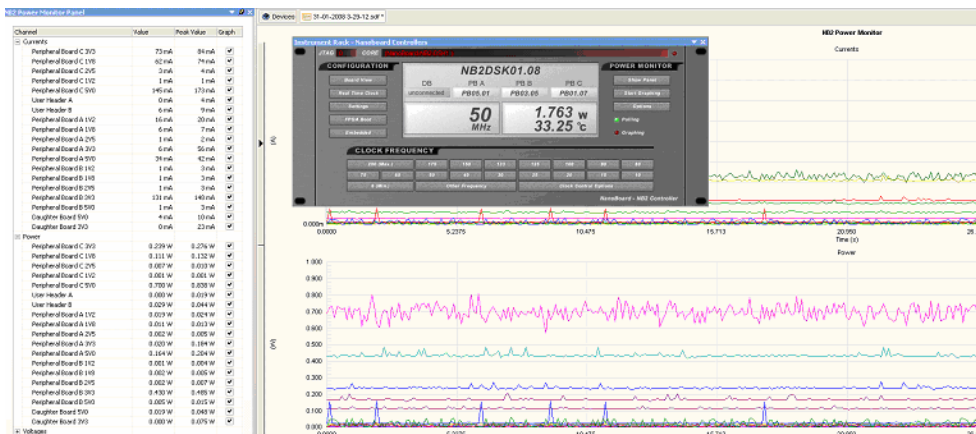 NB2 Power Monitor Panel
Channel Value Peak Value Graph
Currents
Peripheral Board C 3V3 73 mA 84 mA
Peripheral Board C 1V8 62 mA 74 mA
Peripheral Board C 2V5 3 mA 4 mA
Peripheral Board C 1V2 1 mA 1 mA
Peripheral Board C 5V0 145 mA 173 mA
User Header A 0 mA 4 mA
User Header B 6 mA 9 mA
Peripheral Board A 1V2 16 mA 20 mA
Peripheral Board A 1V8 6 mA 7 mA
Peripheral Board A 2V5 1 mA 2 mA
Peripheral Board A 3V3 6 mA 56 mA
Peripheral Board A 5V0 34 mA 42 mA
Peripheral Board B 1V2 1 mA 3 mA
Peripheral Board B 1V8 1 mA 3 mA
Peripheral Board B 2V5 1 mA 3 mA
Peripheral Board B 3V3 131 mA 148 mA
Peripheral Board B 5V0 1 mA 3 mA
Daughter Board 5V0 4 mA 10 mA
Daughter Board 3V3 0 mA 23 mA
Power
Peripheral Board C 3V3 0.239 W 0.276 W
Peripheral Board C 1V8 0.111 W 0.132 W
Peripheral Board C 2V5 0.007 W 0.010 W
Peripheral Board C 1V2 0.001 W 0.001 W
Peripheral Board C 5V0 0.700 W 0.838 W
User Header A 0.000 W 0.019 W
User Header B 0.029 W 0.044 W
Peripheral Board A 1V2 0.019 W 0.024 W
Peripheral Board A 1V8 0.011 W 0.013 W
Peripheral Board A 2V5 0.002 W 0.005 W
Peripheral Board A 3V3 0.020 W 0.184 W
Peripheral Board A 5V0 0.164 W 0.204 W
Peripheral Board B 1V2 0.001 W 0.004 W
Peripheral Board B 1V8 0.002 W 0.005 W
Peripheral Board B 2V5 0.002 W 0.007 W
Peripheral Board B 3V3 0.430 W 0.485 W
Peripheral Board B 5V0 0.005 W 0.015 W
Daughter Board 5V0 0.019 W 0.048 W
Daughter Board 3V3 0.000 W 0.075 W
Voltages
Devices 31-01-2008 3-29-12.sdf *
NB2 Power Monitor
Currents
Instrument Rack - Nanoboard Controllers
JTAG CORE
CONFIGURATION
Board View
Real Time Clock
Settings
FPGA Boot
Embedded
NB2DSK01.08
DB PB A PB B PB C
unconnected PB05.01 PB03.05 PB01.07
50 MHz
1.763 W
33.25 °c
POWER MONITOR
Show Panel
Start Graphing
Options
Polling
Graphing
CLOCK FREQUENCY
Other Frequency Clock Control Options
NanoBoard - NB2 Controller
(A)
0.000m
0.0000 5.2375 10.475 15.713 20.950 26.
Time (s)
Power
(W)
1.000
0.900
0.800
0.700
0.600
0.500
0.400
0.300
0.200
0.100
0.000
0.0000 5.2375 10.475 15.713 20.950 26.